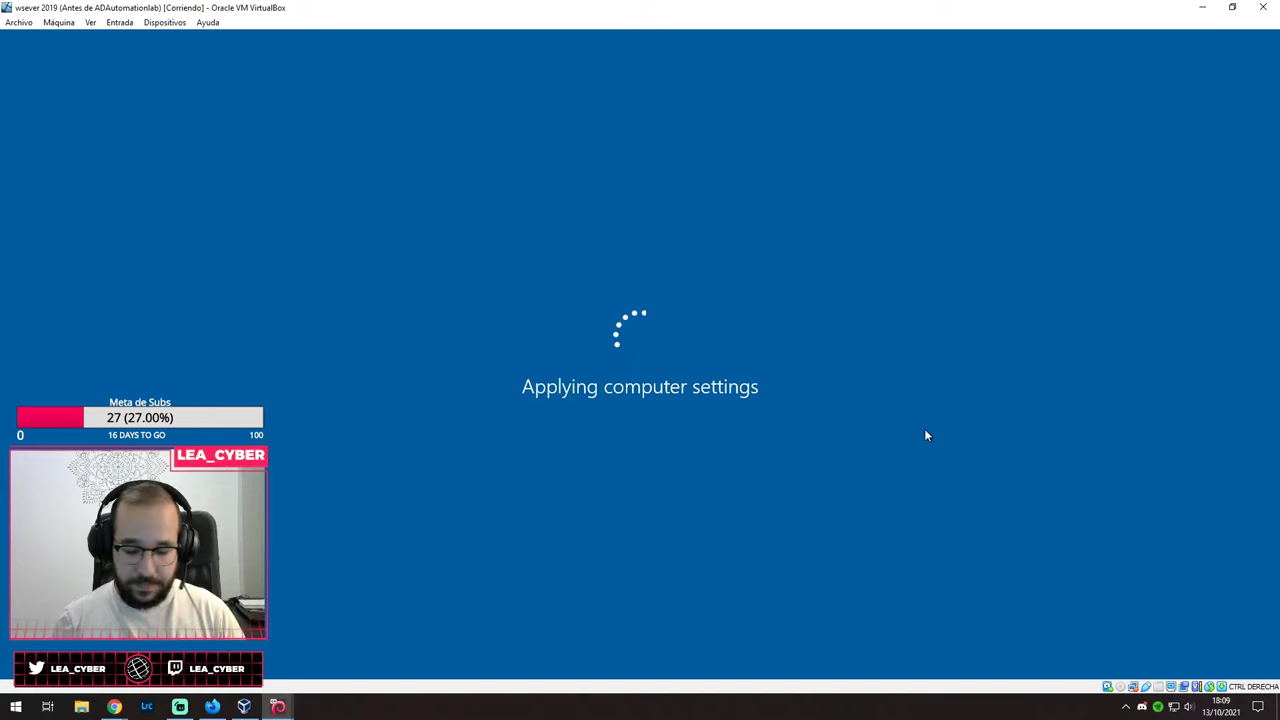 wsever 2019 (Antes de ADAutomationlab) [Corriendo] - Oracle VM VirtualBox
Archivo Máquina Ver Entrada Dispositivos Ayuda
Applying computer settings
Meta de Subs
27 (27.00%)
0 16 DAYS TO GO 100
LEA_CYBER
LEA_CYBER LEA_CYBER
CTRL DERECHA
LrC
18:09
13/10/2021